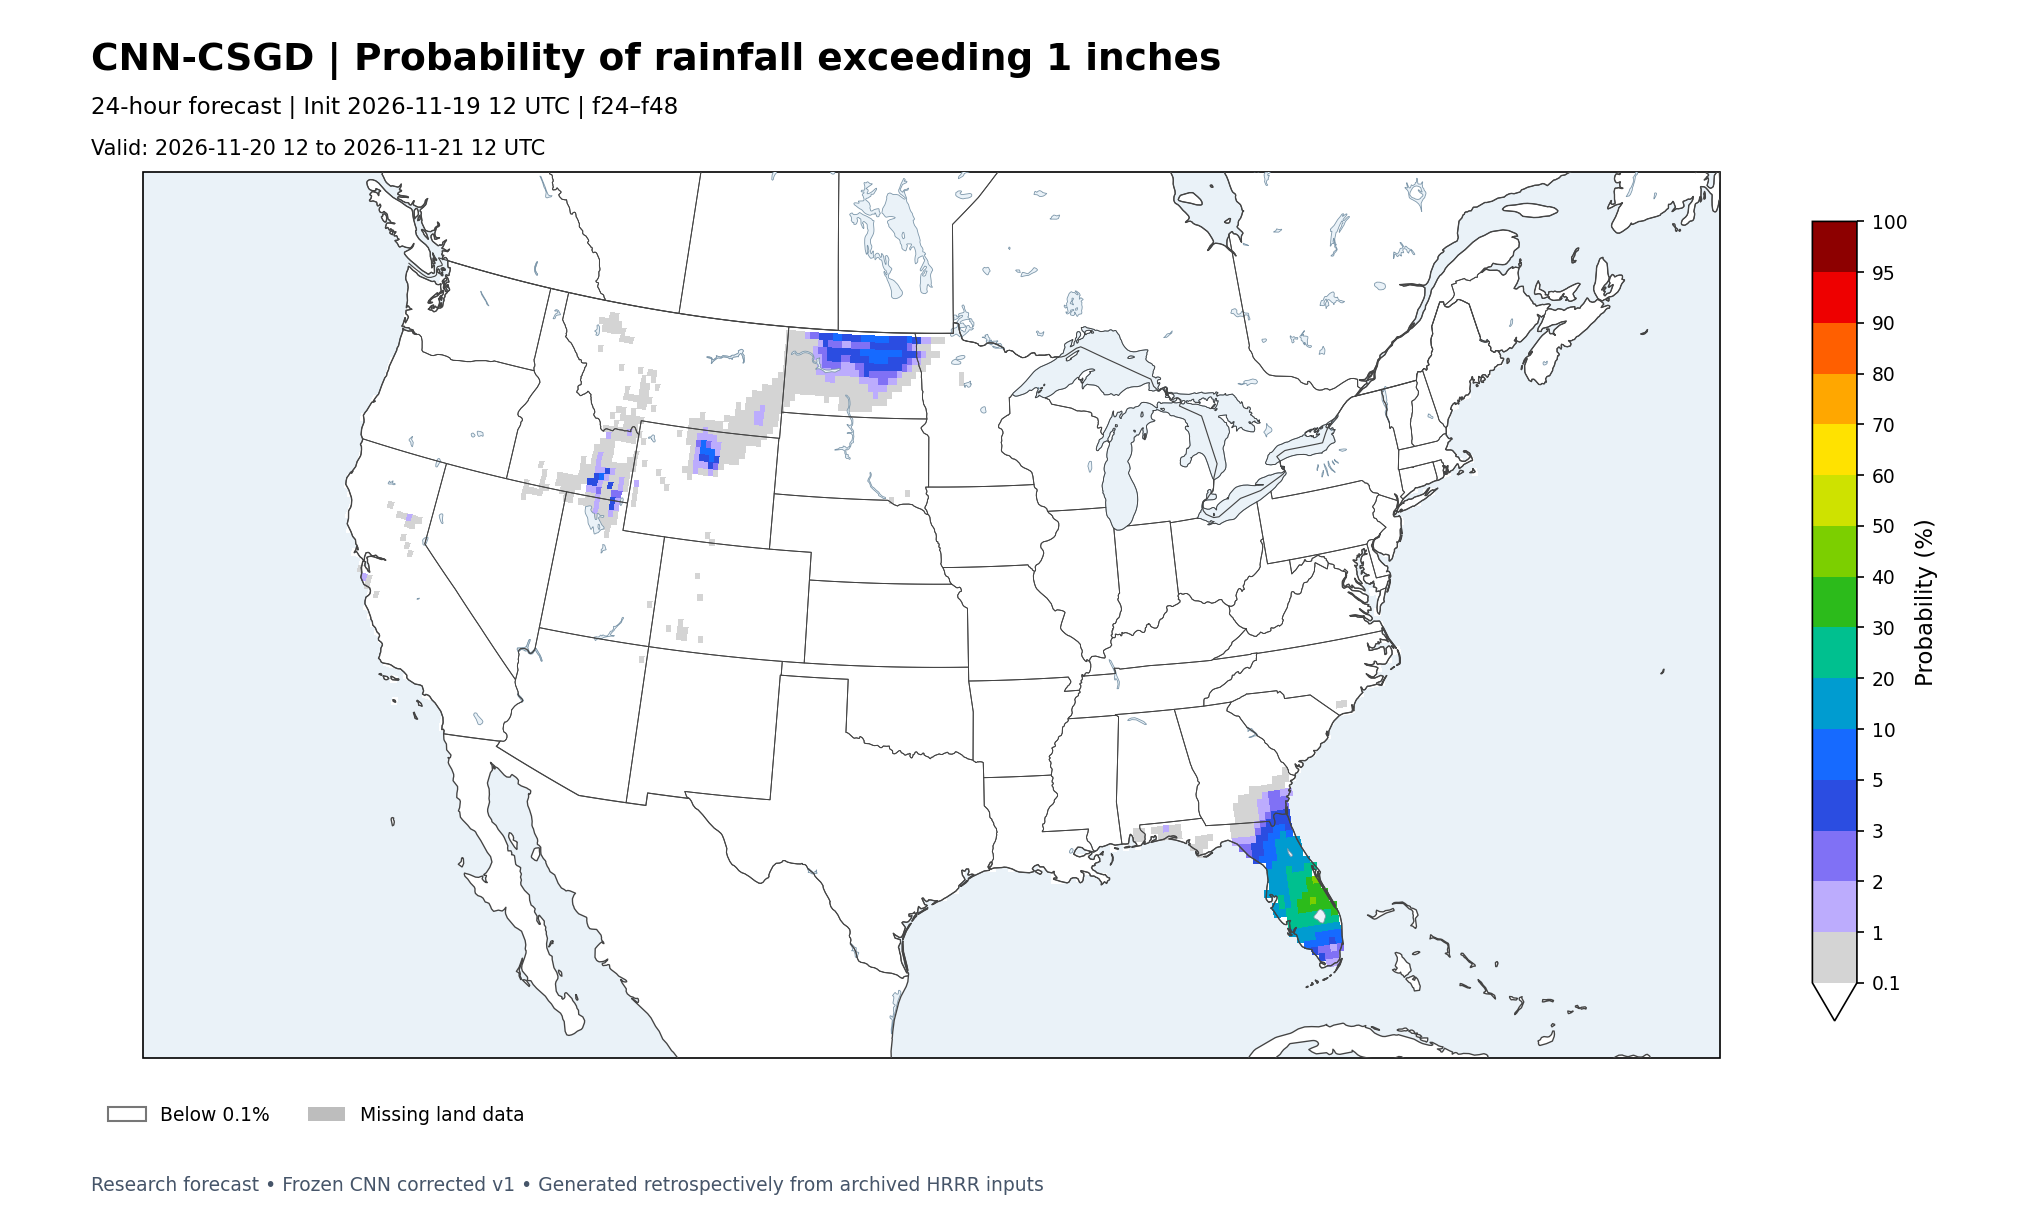 CNN-CSGD | Probability of rainfall exceeding 1 inches
24-hour forecast | Init 2026-11-19 12 UTC | f24–f48
Valid: 2026-11-20 12 to 2026-11-21 12 UTC
100
95
90
80
70
60
50
40
30
20
10
5
3
2
1
0.1
Probability (%)
Below 0.1%
Missing land data
Research forecast • Frozen CNN corrected v1 • Generated retrospectively from archived HRRR inputs